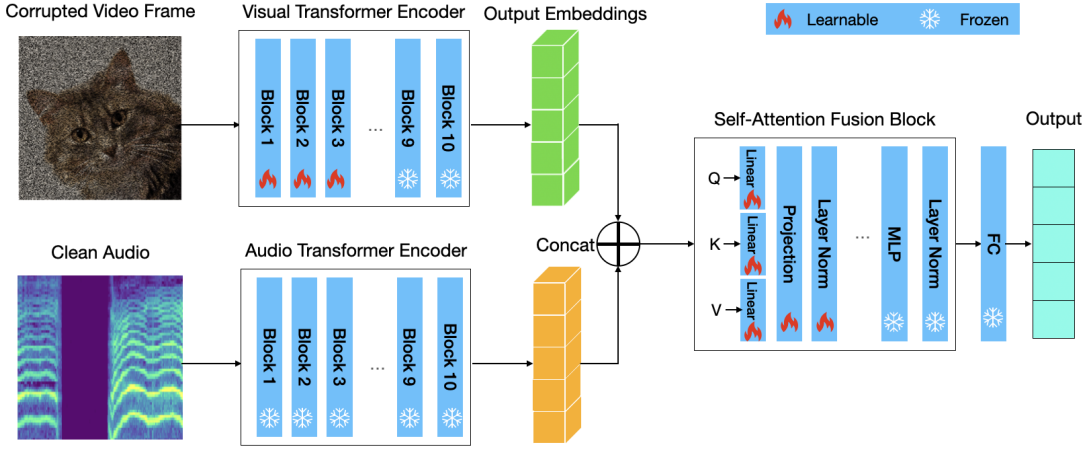 Corrupted Video Frame
Visual Transformer Encoder
Output Embeddings
Learnable
Frozen
Block 1
Block 2
Block 3
...
Block 9
Block 10
Self-Attention Fusion Block
Output
Q
K
V
Linear
Linear
Linear
Projection
Layer Norm
...
MLP
Layer Norm
FC
Concat
Clean Audio
Audio Transformer Encoder
Block 1
Block 2
Block 3
...
Block 9
Block 10